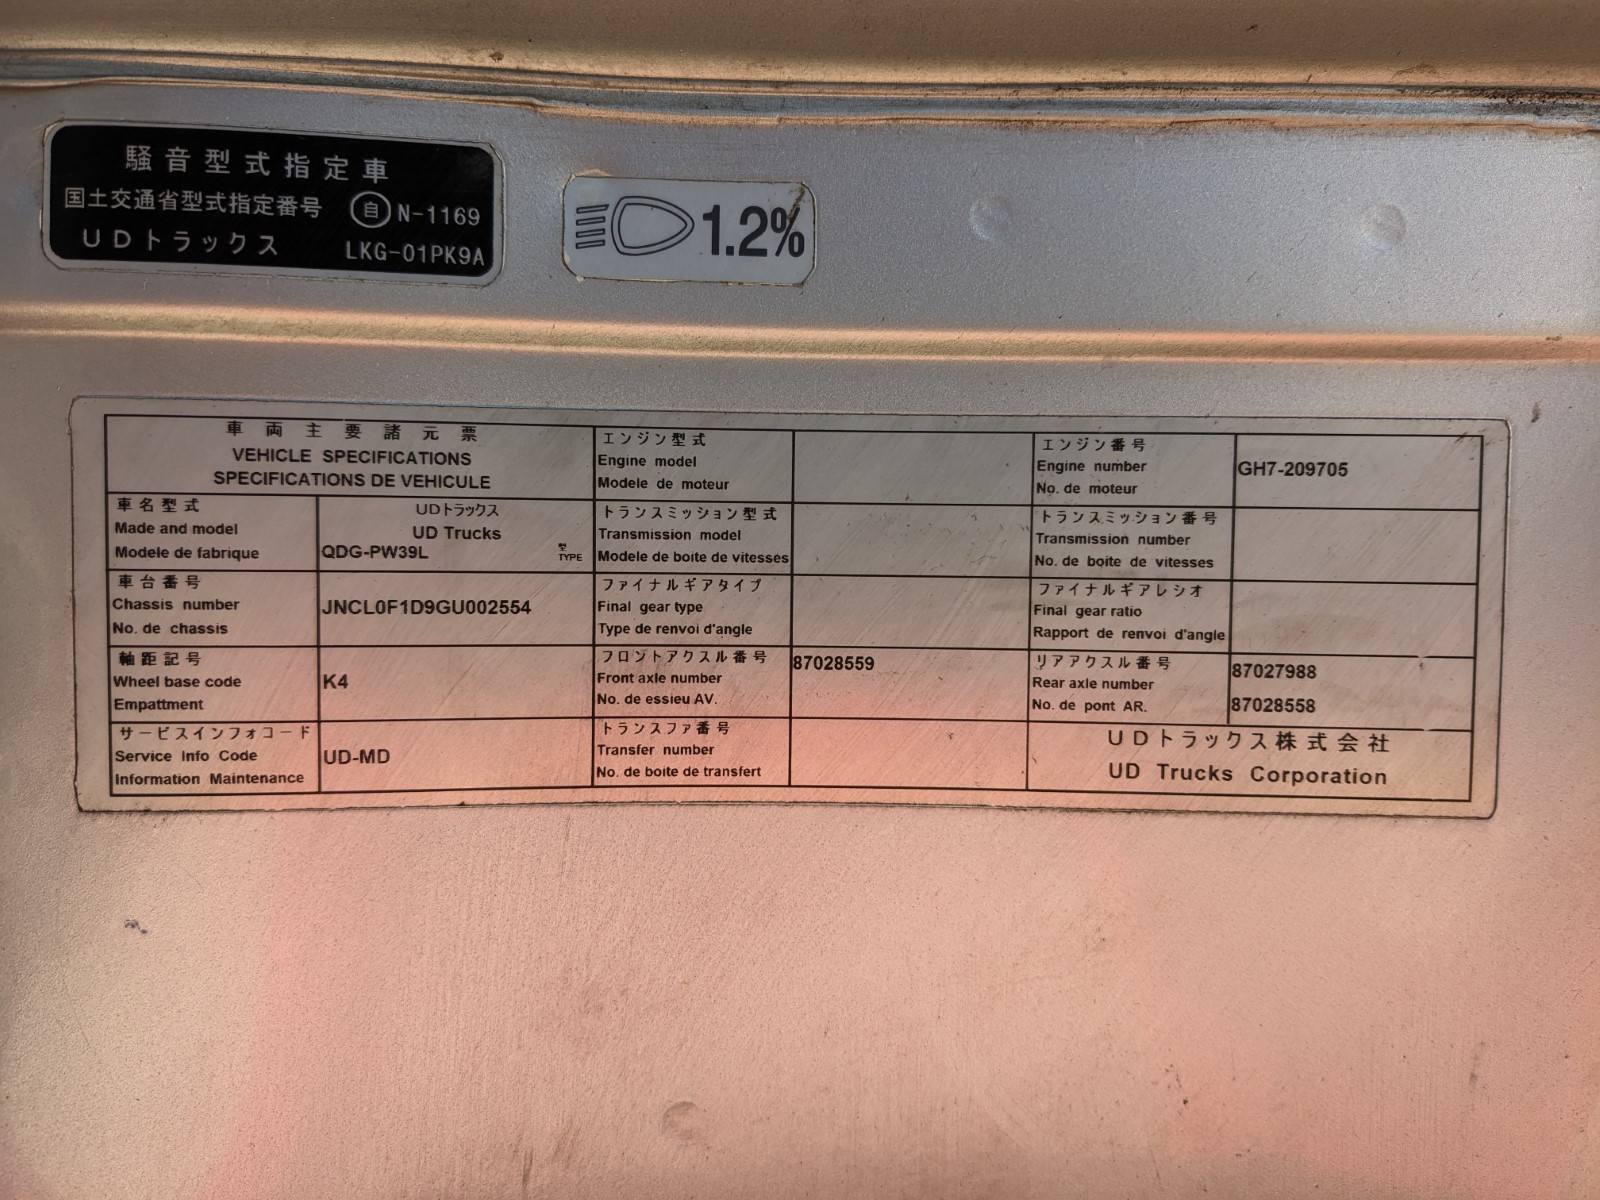 騒音型式指定車
国土交通省型式指定番号 自 N-1169
UDトラックス LKG-01PK9A
1.2%
車両主要諸元票
VEHICLE SPECIFICATIONS
SPECIFICATIONS DE VEHICULE
車名型式
Made and model
Modele de fabrique
UDトラックス
UD Trucks
QDG-PW39L 型 TYPE
車台番号
Chassis number
No. de chassis
JNCL0F1D9GU002554
軸距記号
Wheel base code
Empattment
K4
サービスインフォコード
Service Info Code
Information Maintenance
UD-MD
エンジン型式
Engine model
Modele de moteur
トランスミッション型式
Transmission model
Modele de boite de vitesses
ファイナルギアタイプ
Final gear type
Type de renvoi d'angle
フロントアクスル番号
Front axle number
No. de essieu AV.
87028559
トランスファ番号
Transfer number
No. de boite de transfert
エンジン番号
Engine number
No. de moteur
GH7-209705
トランスミッション番号
Transmission number
No. de boite de vitesses
ファイナルギアレシオ
Final gear ratio
Rapport de renvoi d'angle
リアアクスル番号
Rear axle number
No. de pont AR.
87027988
87028558
UDトラックス株式会社
UD Trucks Corporation